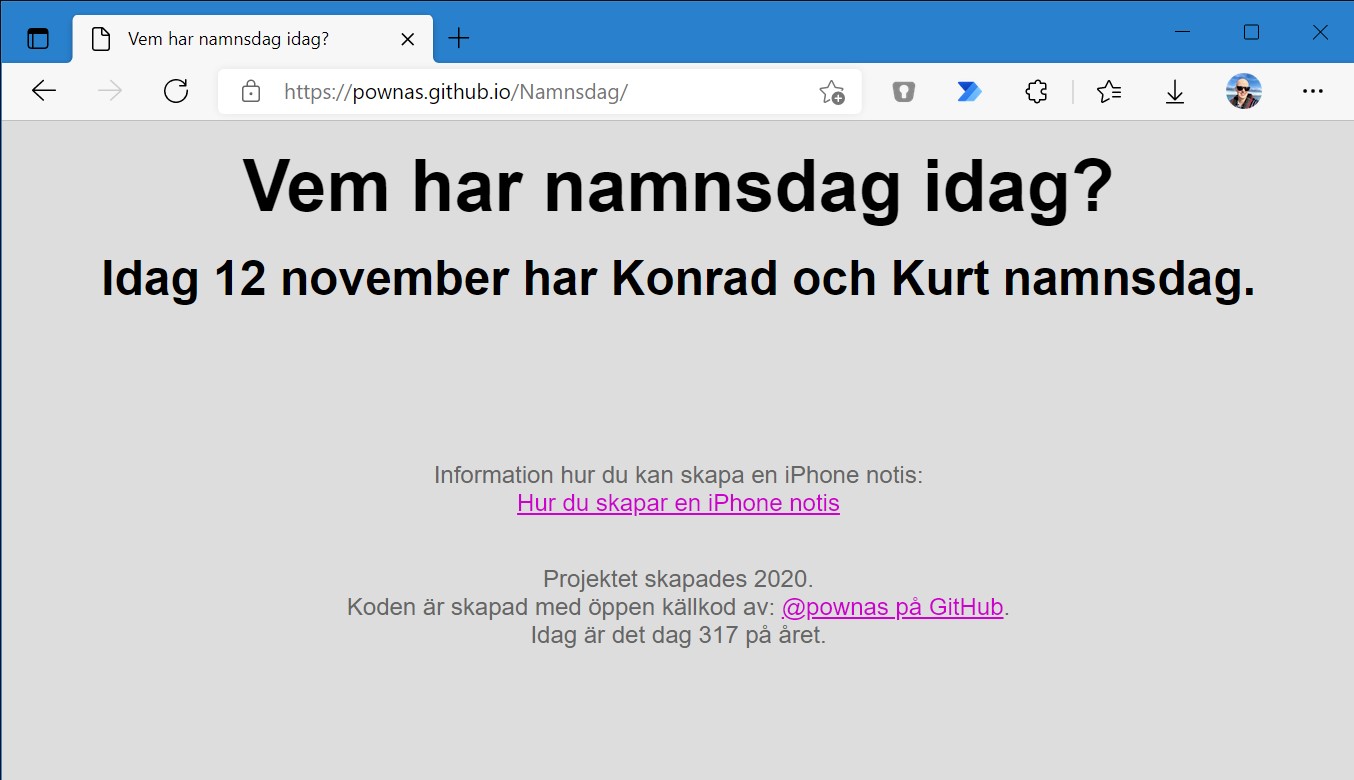 Vem har namnsdag idag?
https://pownas.github.io/Namnsdag/
Vem har namnsdag idag?
Idag 12 november har Konrad och Kurt namnsdag.
Information hur du kan skapa en iPhone notis:
Hur du skapar en iPhone notis
Projektet skapades 2020.
Koden är skapad med öppen källkod av: @pownas på GitHub.
Idag är det dag 317 på året.